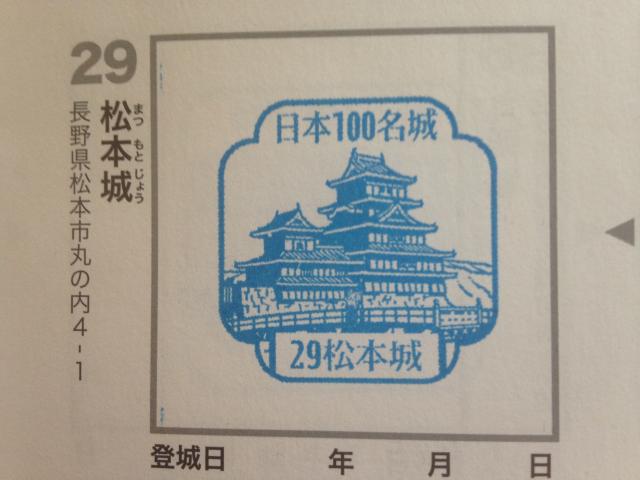 29
松本城
まつもとじょう
長野県松本市丸の内4-1
日本100名城
29松本城
登城日 年 月 日